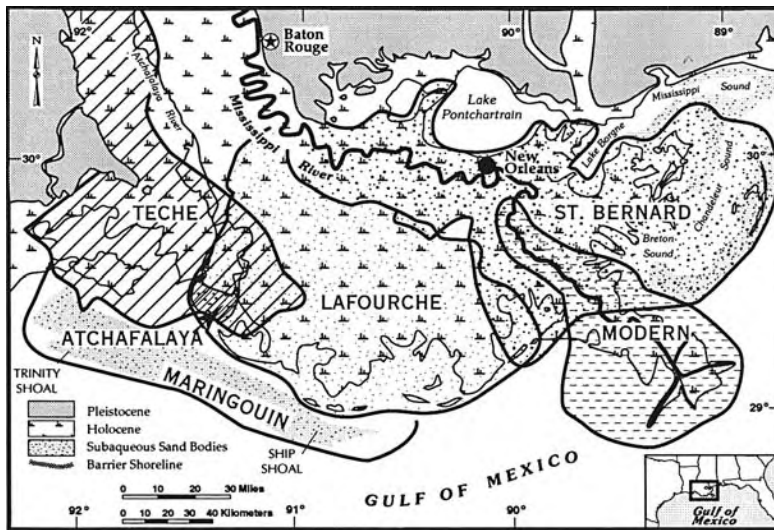 92°
91°
90°
89°
N
Baton
Rouge
Atchafalaya
River
Mississippi
River
Lake
Pontchartrain
Mississippi
Sound
Lake Borgne
30°
New
Orleans
Chandeleur
Sound
30°
TECHE
ST. BERNARD
Breton
Sound
LAFOURCHE
ATCHAFALAYA
MODERN
TRINITY
SHOAL
MARINGOUIN
29°
Pleistocene
Holocene
Subaqueous Sand Bodies
Barrier Shoreline
SHIP
SHOAL
0 10 20 30 Miles
0 10 20 30 40 Kilometers
GULF OF MEXICO
Gulf of
Mexico
92°
91°
90°